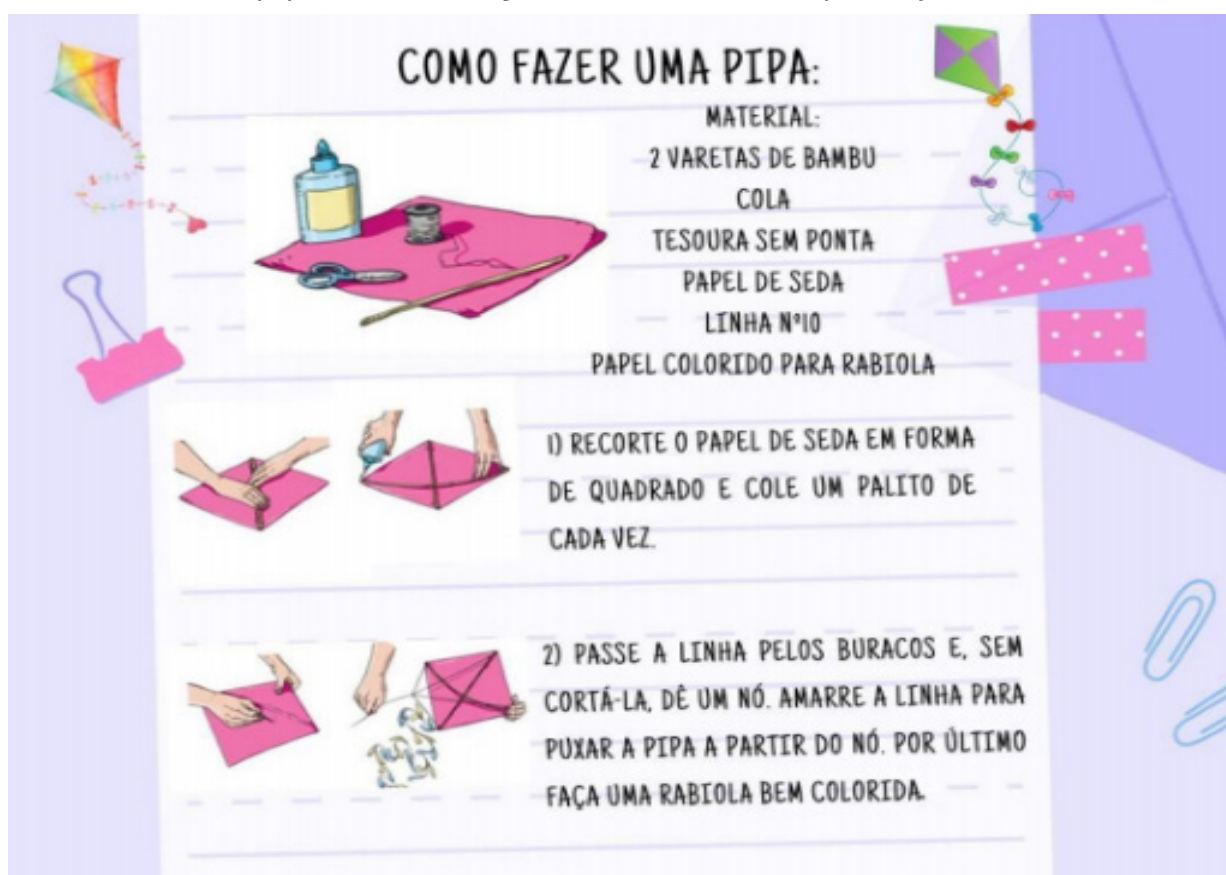 COMO FAZER UMA PIPA:
MATERIAL:
2 VARETAS DE BAMBU
COLA
TESOURA SEM PONTA
PAPEL DE SEDA
LINHA Nº10
PAPEL COLORIDO PARA RABIOLA
1) RECORTE O PAPEL DE SEDA EM FORMA
DE QUADRADO E COLE UM PALITO DE
CADA VEZ.
2) PASSE A LINHA PELOS BURACOS E, SEM
CORTÁ-LA, DÊ UM NÓ. AMARRE A LINHA PARA
PUXAR A PIPA A PARTIR DO NÓ. POR ÚLTIMO
FAÇA UMA RABIOLA BEM COLORIDA.